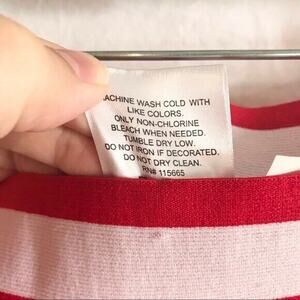 MACHINE WASH COLD WITH
LIKE COLORS.
ONLY NON-CHLORINE
BLEACH WHEN NEEDED.
TUMBLE DRY LOW.
DO NOT IRON IF DECORATED.
DO NOT DRY CLEAN.
RN# 115665